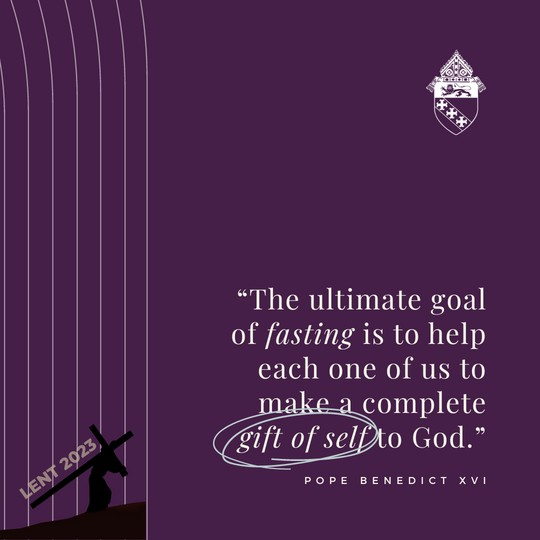 “The ultimate goal
of fasting is to help
each one of us to
make a complete
gift of self to God.”
POPE BENEDICT XVI
LENT 2023